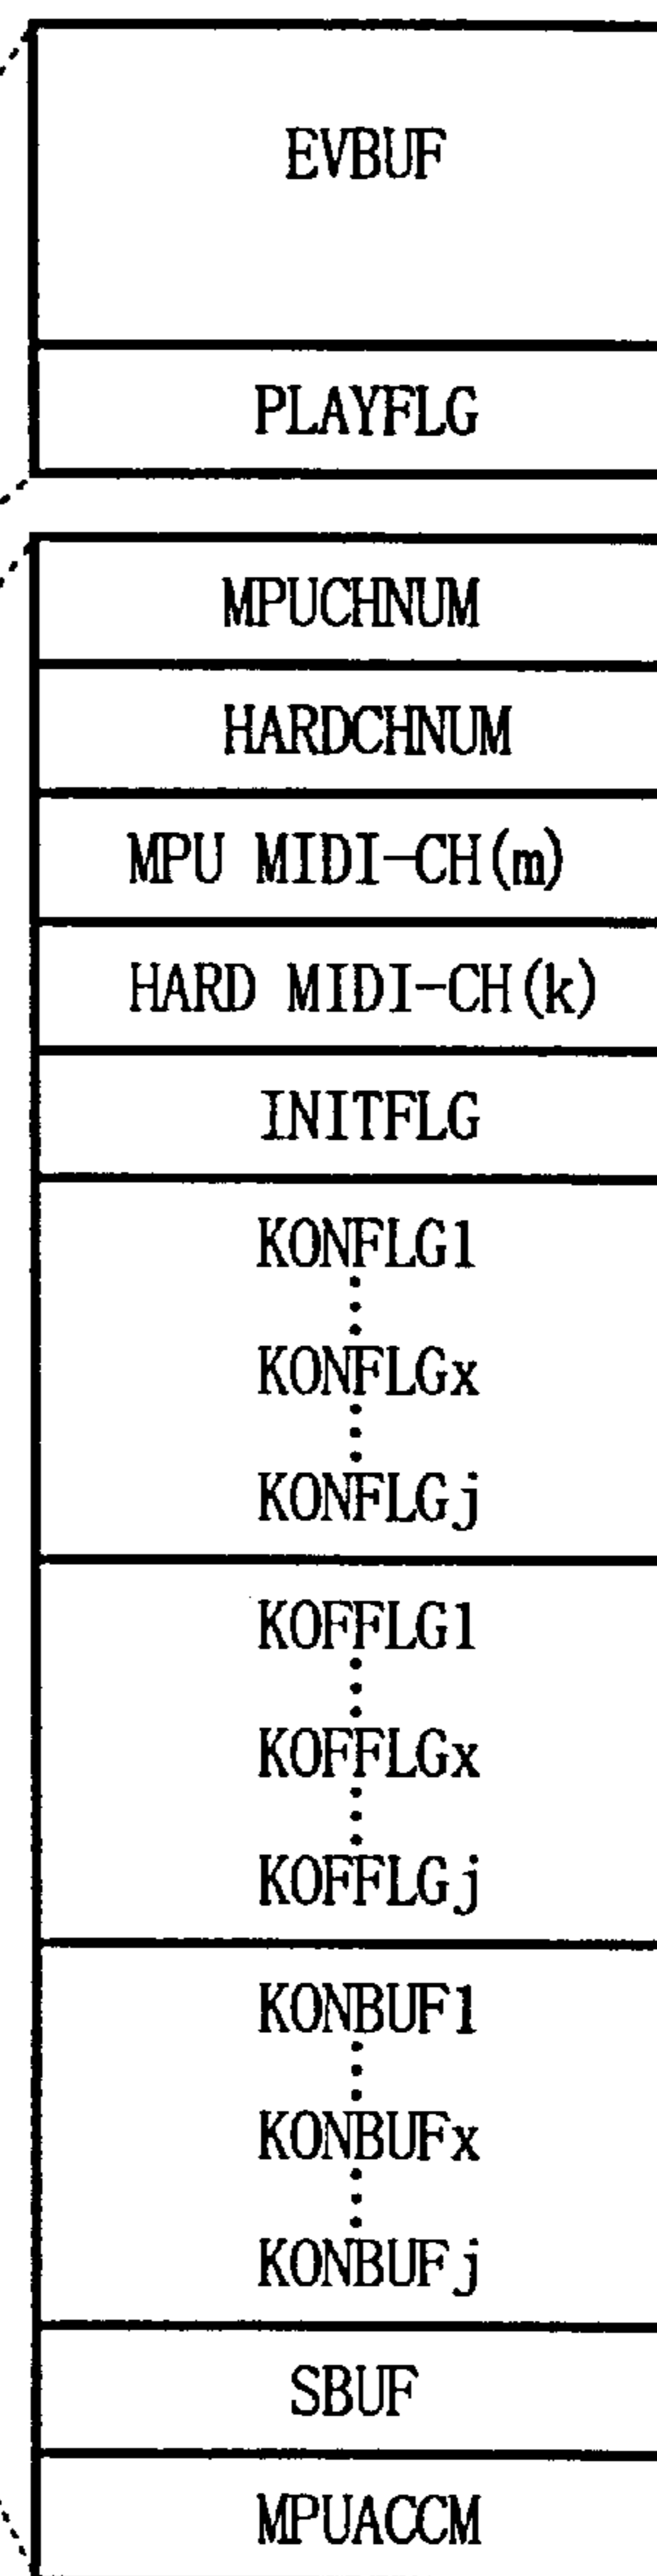 EVBUF
PLAYFLG
MPUCHNUM
HARDCHNUM
MPU MIDI-CH(m)
HARD MIDI-CH(k)
INITFLG
KONFLG1
KONFLGx
KONFLGj
KOFFLG1
KOFFLGx
KOFFLGj
KONBUF1
KONBUFx
KONBUFj
SBUF
MPUACCM